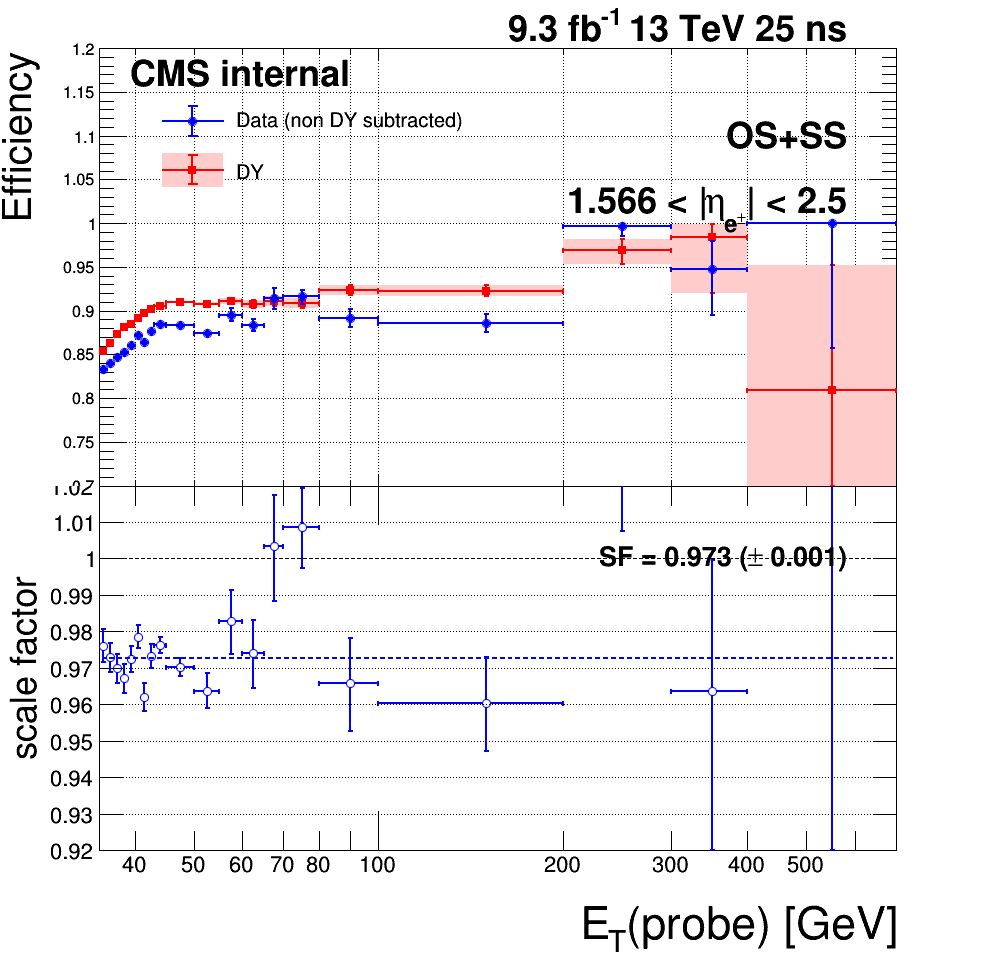 9.3 fb⁻¹ 13 TeV 25 ns
Efficiency
1.2
1.15
1.1
1.05
1
0.95
0.9
0.85
0.8
0.75
CMS internal
Data (non DY subtracted)
DY
OS+SS
1.566 < |η_e⁺| < 2.5
scale factor
1.02
1.01
1
0.99
0.98
0.97
0.96
0.95
0.94
0.93
0.92
SF = 0.973 (± 0.001)
40 50 60 70 80 100 200 300 400 500
E_T(probe) [GeV]